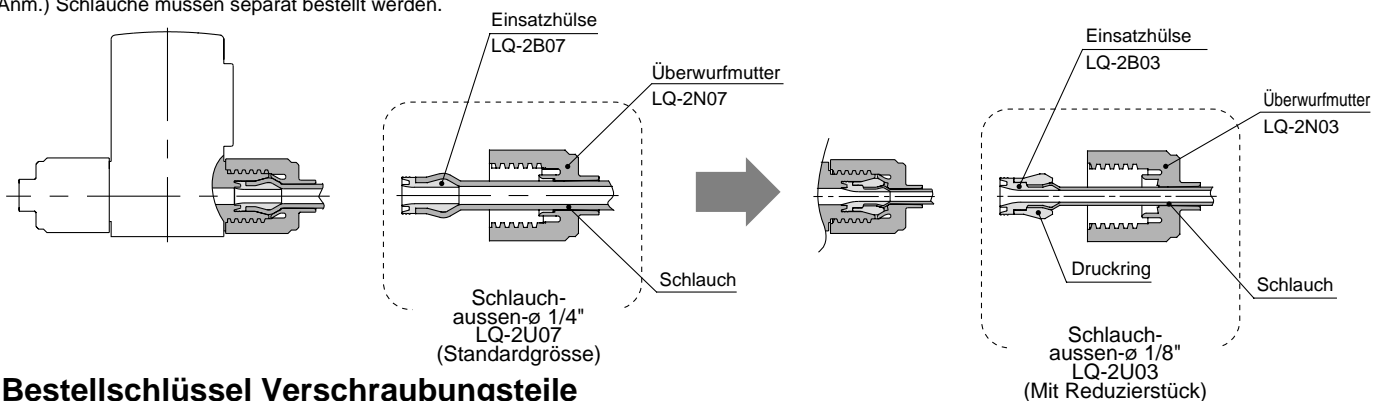 Anm.) Schläuche müssen separat bestellt werden.
Einsatzhülse
LQ-2B07
Überwurfmutter
LQ-2N07
Schlauch
Schlauch-
aussen-ø 1/4"
LQ-2U07
(Standardgrösse)
Einsatzhülse
LQ-2B03
Überwurfmutter
LQ-2N03
Druckring
Schlauch
Schlauch-
aussen-ø 1/8"
LQ-2U03
(Mit Reduzierstück)
Bestellschlüssel Verschraubungsteile